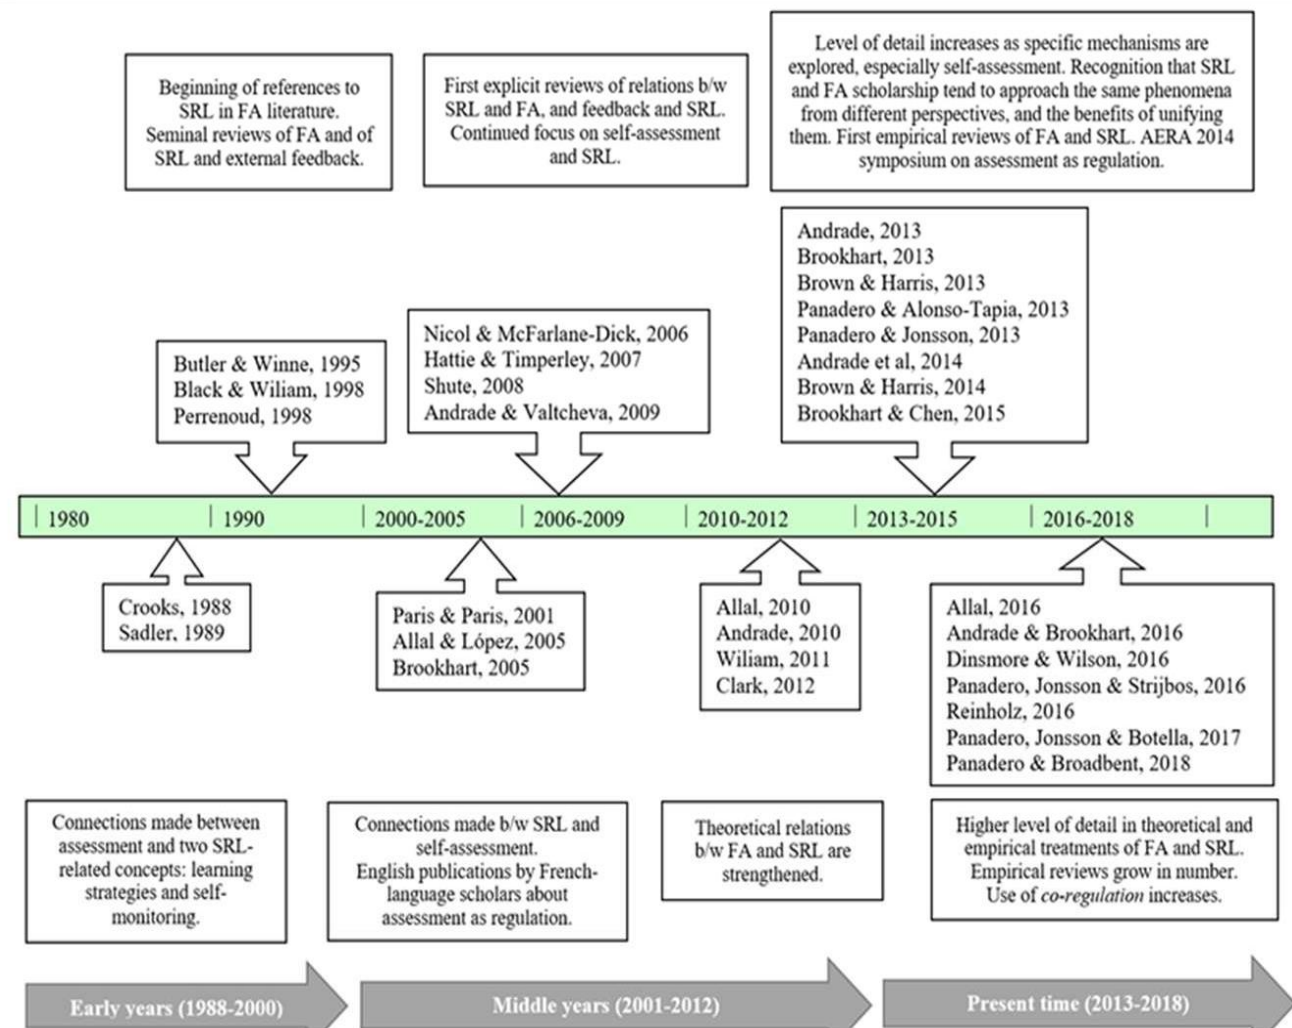 Beginning of references to
SRL in FA literature.
Seminal reviews of FA and of
SRL and external feedback.
First explicit reviews of relations b/w
SRL and FA, and feedback and SRL.
Continued focus on self-assessment
and SRL.
Level of detail increases as specific mechanisms are
explored, especially self-assessment. Recognition that SRL
and FA scholarship tend to approach the same phenomena
from different perspectives, and the benefits of unifying
them. First empirical reviews of FA and SRL. AERA 2014
symposium on assessment as regulation.
Butler & Winne, 1995
Black & Wiliam, 1998
Perrenoud, 1998
Nicol & McFarlane-Dick, 2006
Hattie & Timperley, 2007
Shute, 2008
Andrade & Valtcheva, 2009
Andrade, 2013
Brookhart, 2013
Brown & Harris, 2013
Panadero & Alonso-Tapia, 2013
Panadero & Jonsson, 2013
Andrade et al, 2014
Brown & Harris, 2014
Brookhart & Chen, 2015
1980
1990
2000-2005
2006-2009
2010-2012
2013-2015
2016-2018
Crooks, 1988
Sadler, 1989
Paris & Paris, 2001
Allal & López, 2005
Brookhart, 2005
Allal, 2010
Andrade, 2010
Wiliam, 2011
Clark, 2012
Allal, 2016
Andrade & Brookhart, 2016
Dinsmore & Wilson, 2016
Panadero, Jonsson & Strijbos, 2016
Reinholz, 2016
Panadero, Jonsson & Botella, 2017
Panadero & Broadbent, 2018
Connections made between
assessment and two SRL-
related concepts: learning
strategies and self-
monitoring.
Connections made b/w SRL and
self-assessment.
English publications by French-
language scholars about
assessment as regulation.
Theoretical relations
b/w FA and SRL are
strengthened.
Higher level of detail in theoretical and
empirical treatments of FA and SRL.
Empirical reviews grow in number.
Use of co-regulation increases.
Early years (1988-2000)
Middle years (2001-2012)
Present time (2013-2018)